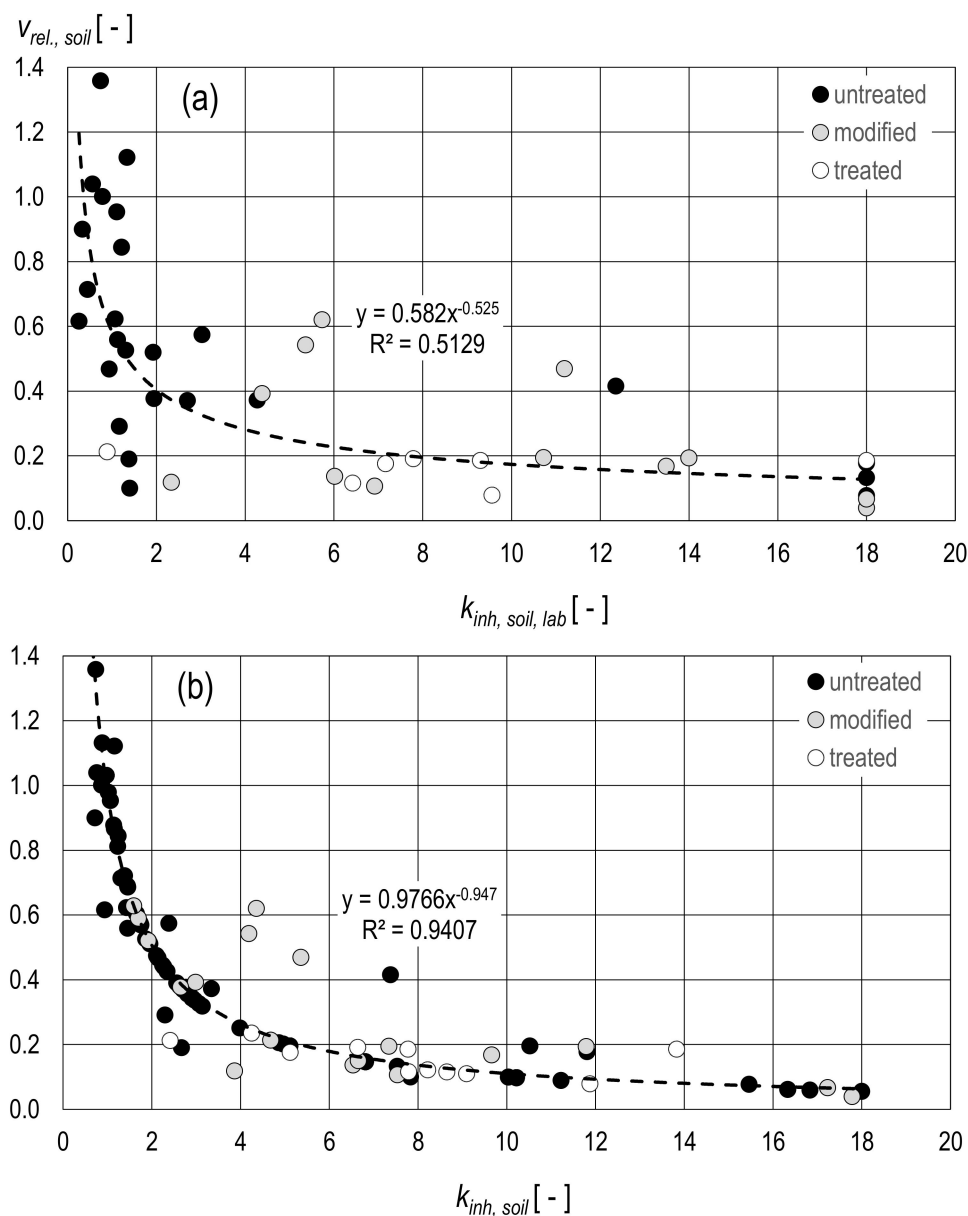 v rel., soil [ - ]
1.4
(a)
untreated
modified
treated
1.2
1.0
0.8
0.6
y = 0.582x^-0.525
R² = 0.5129
0.4
0.2
0.0
0 2 4 6 8 10 12 14 16 18 20
k inh, soil, lab [ - ]
1.4
(b)
untreated
modified
treated
1.2
1.0
0.8
0.6
y = 0.9766x^-0.947
R² = 0.9407
0.4
0.2
0.0
0 2 4 6 8 10 12 14 16 18 20
k inh, soil [ - ]